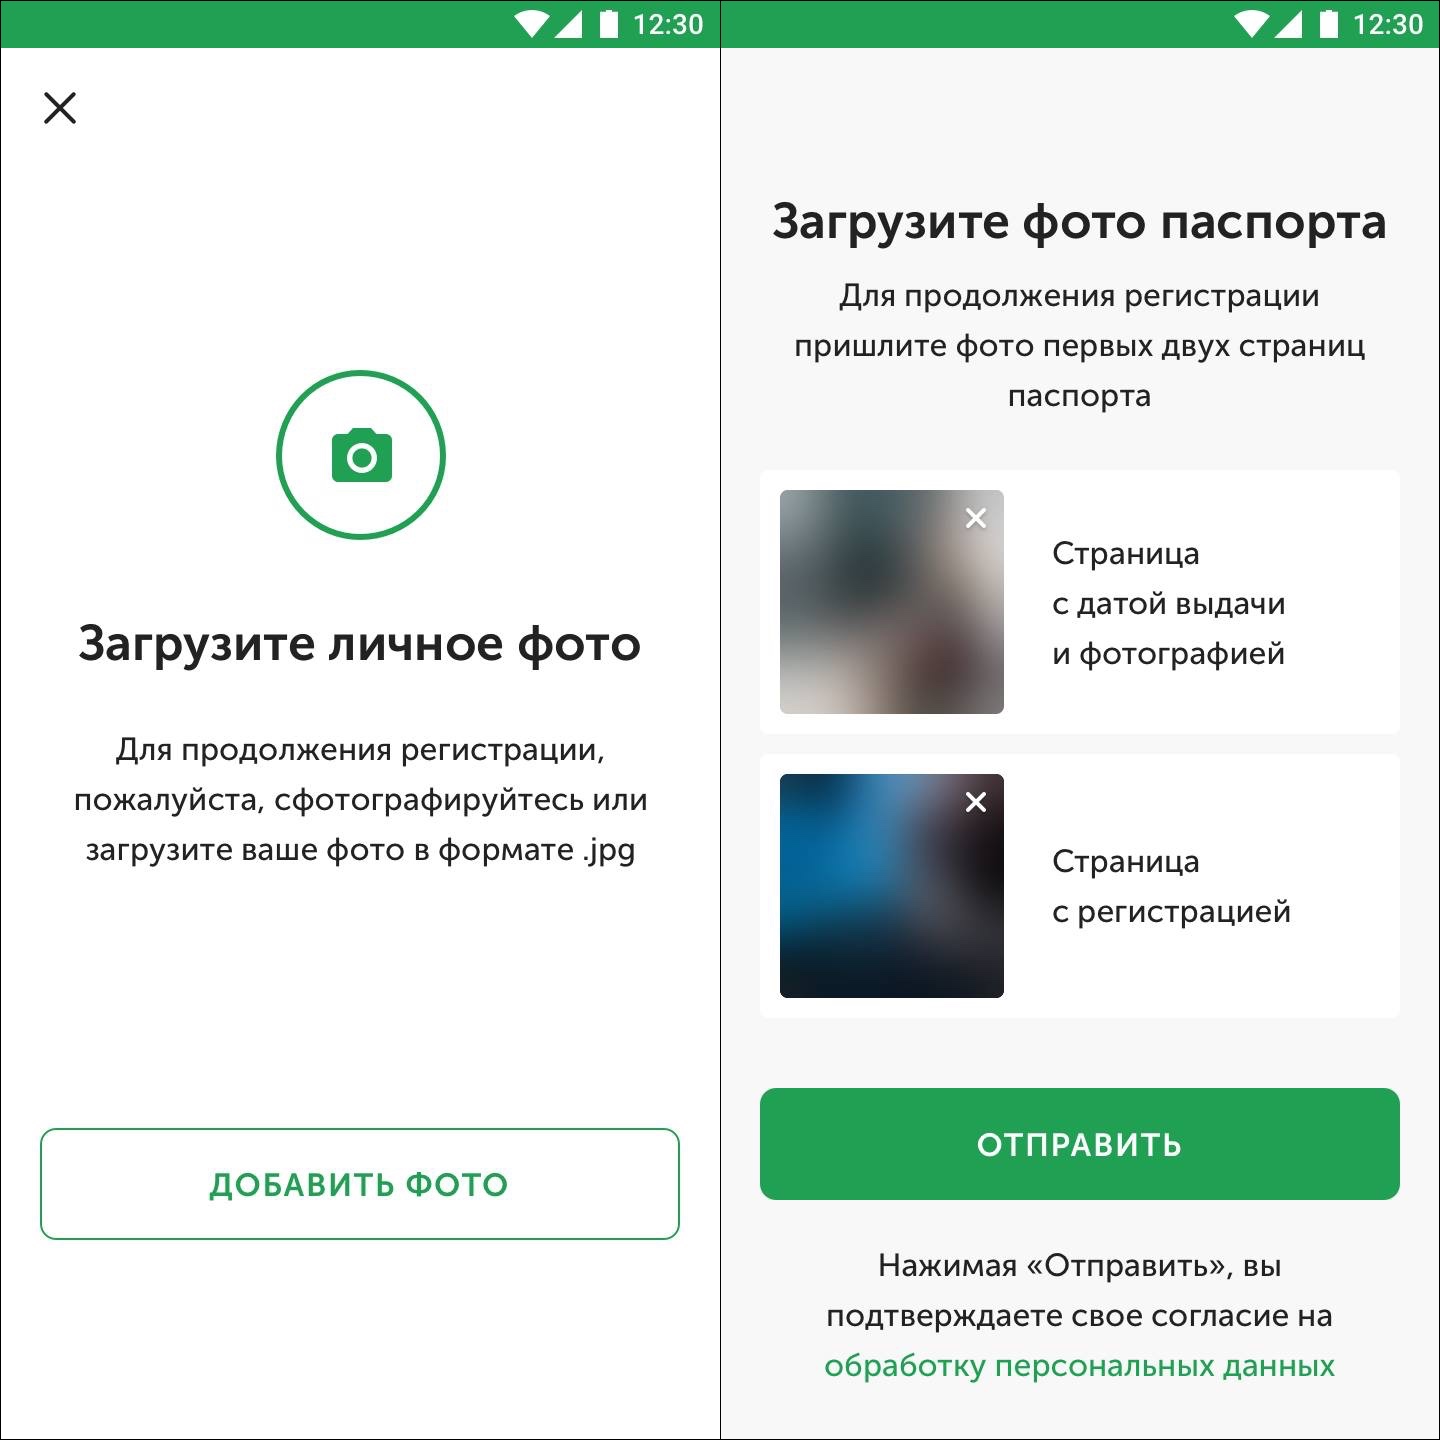 12:30
Загрузите личное фото
Для продолжения регистрации,
пожалуйста, сфотографируйтесь или
загрузите ваше фото в формате .jpg
ДОБАВИТЬ ФОТО
12:30
Загрузите фото паспорта
Для продолжения регистрации
пришлите фото первых двух страниц
паспорта
Страница
с датой выдачи
и фотографией
Страница
с регистрацией
ОТПРАВИТЬ
Нажимая «Отправить», вы
подтверждаете свое согласие на
обработку персональных данных